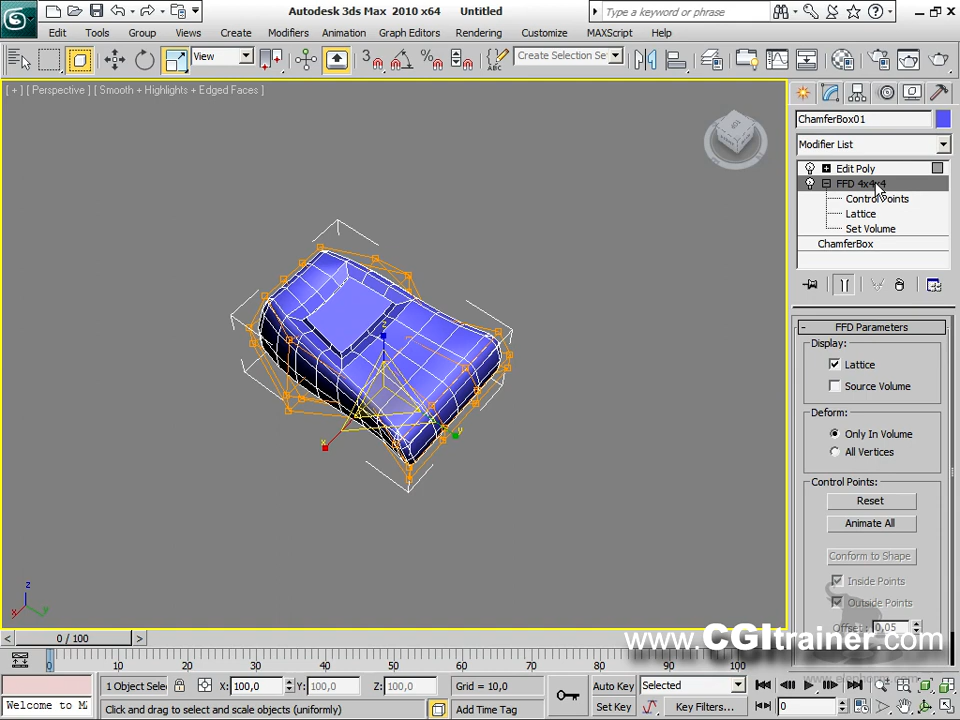 Autodesk 3ds Max 2010 x64 Untitled
Type a keyword or phrase
Edit Tools Group Views Create Modifiers Animation Graph Editors Rendering Customize MAXScript Help
View
Create Selection Se
[ + ] [ Perspective ] [ Smooth + Highlights + Edged Faces ]
ChamferBox01
Modifier List
Edit Poly
FFD 4x4x4
Control Points
Lattice
Set Volume
ChamferBox
- FFD Parameters
Display:
Lattice
Source Volume
Deform:
Only In Volume
All Vertices
Control Points:
Reset
Animate All
Conform to Shape
Inside Points
Outside Points
Offset: 0,05
z
x
y
z
x
y
www.CGItrainer.com
< 0 / 100 >
0 10 20 30 40 50 60 70 80 90 100
1 Object Selec
X: 100,0
Y: 100,0
Z: 100,0
Grid = 10,0
Auto Key
Selected
Welcome to M
Click and drag to select and scale objects (uniformly)
Add Time Tag
Set Key
Key Filters...
0